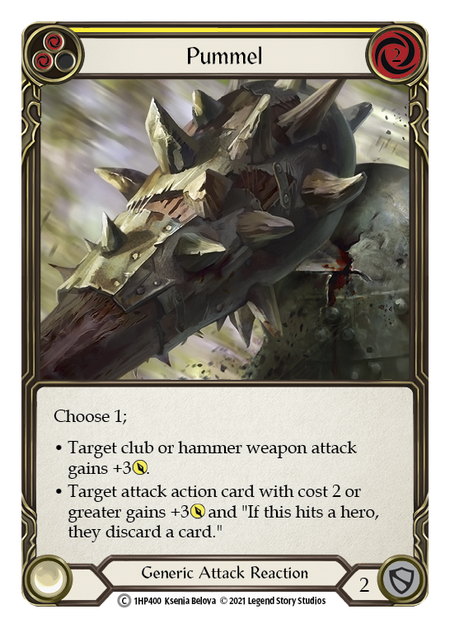 2
Pummel
Choose 1;
• Target club or hammer weapon attack
gains +3.
• Target attack action card with cost 2 or
greater gains +3 and "If this hits a hero,
they discard a card."
Generic Attack Reaction
2
C 1HP400 Ksenia Belova © 2021 Legend Story Studios